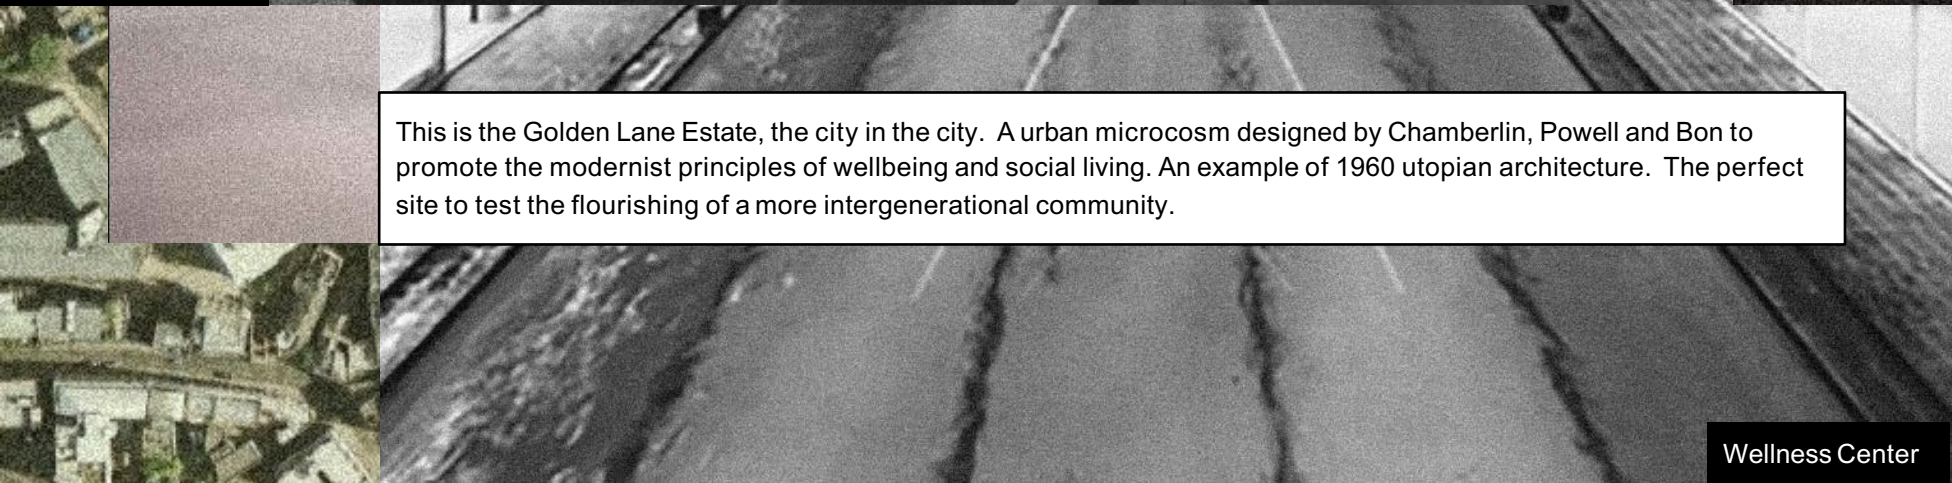 This is the Golden Lane Estate, the city in the city.  A urban microcosm designed by Chamberlin, Powell and Bon to
promote the modernist principles of wellbeing and social living. An example of 1960 utopian architecture.  The perfect
site to test the flourishing of a more intergenerational community.
Wellness Center